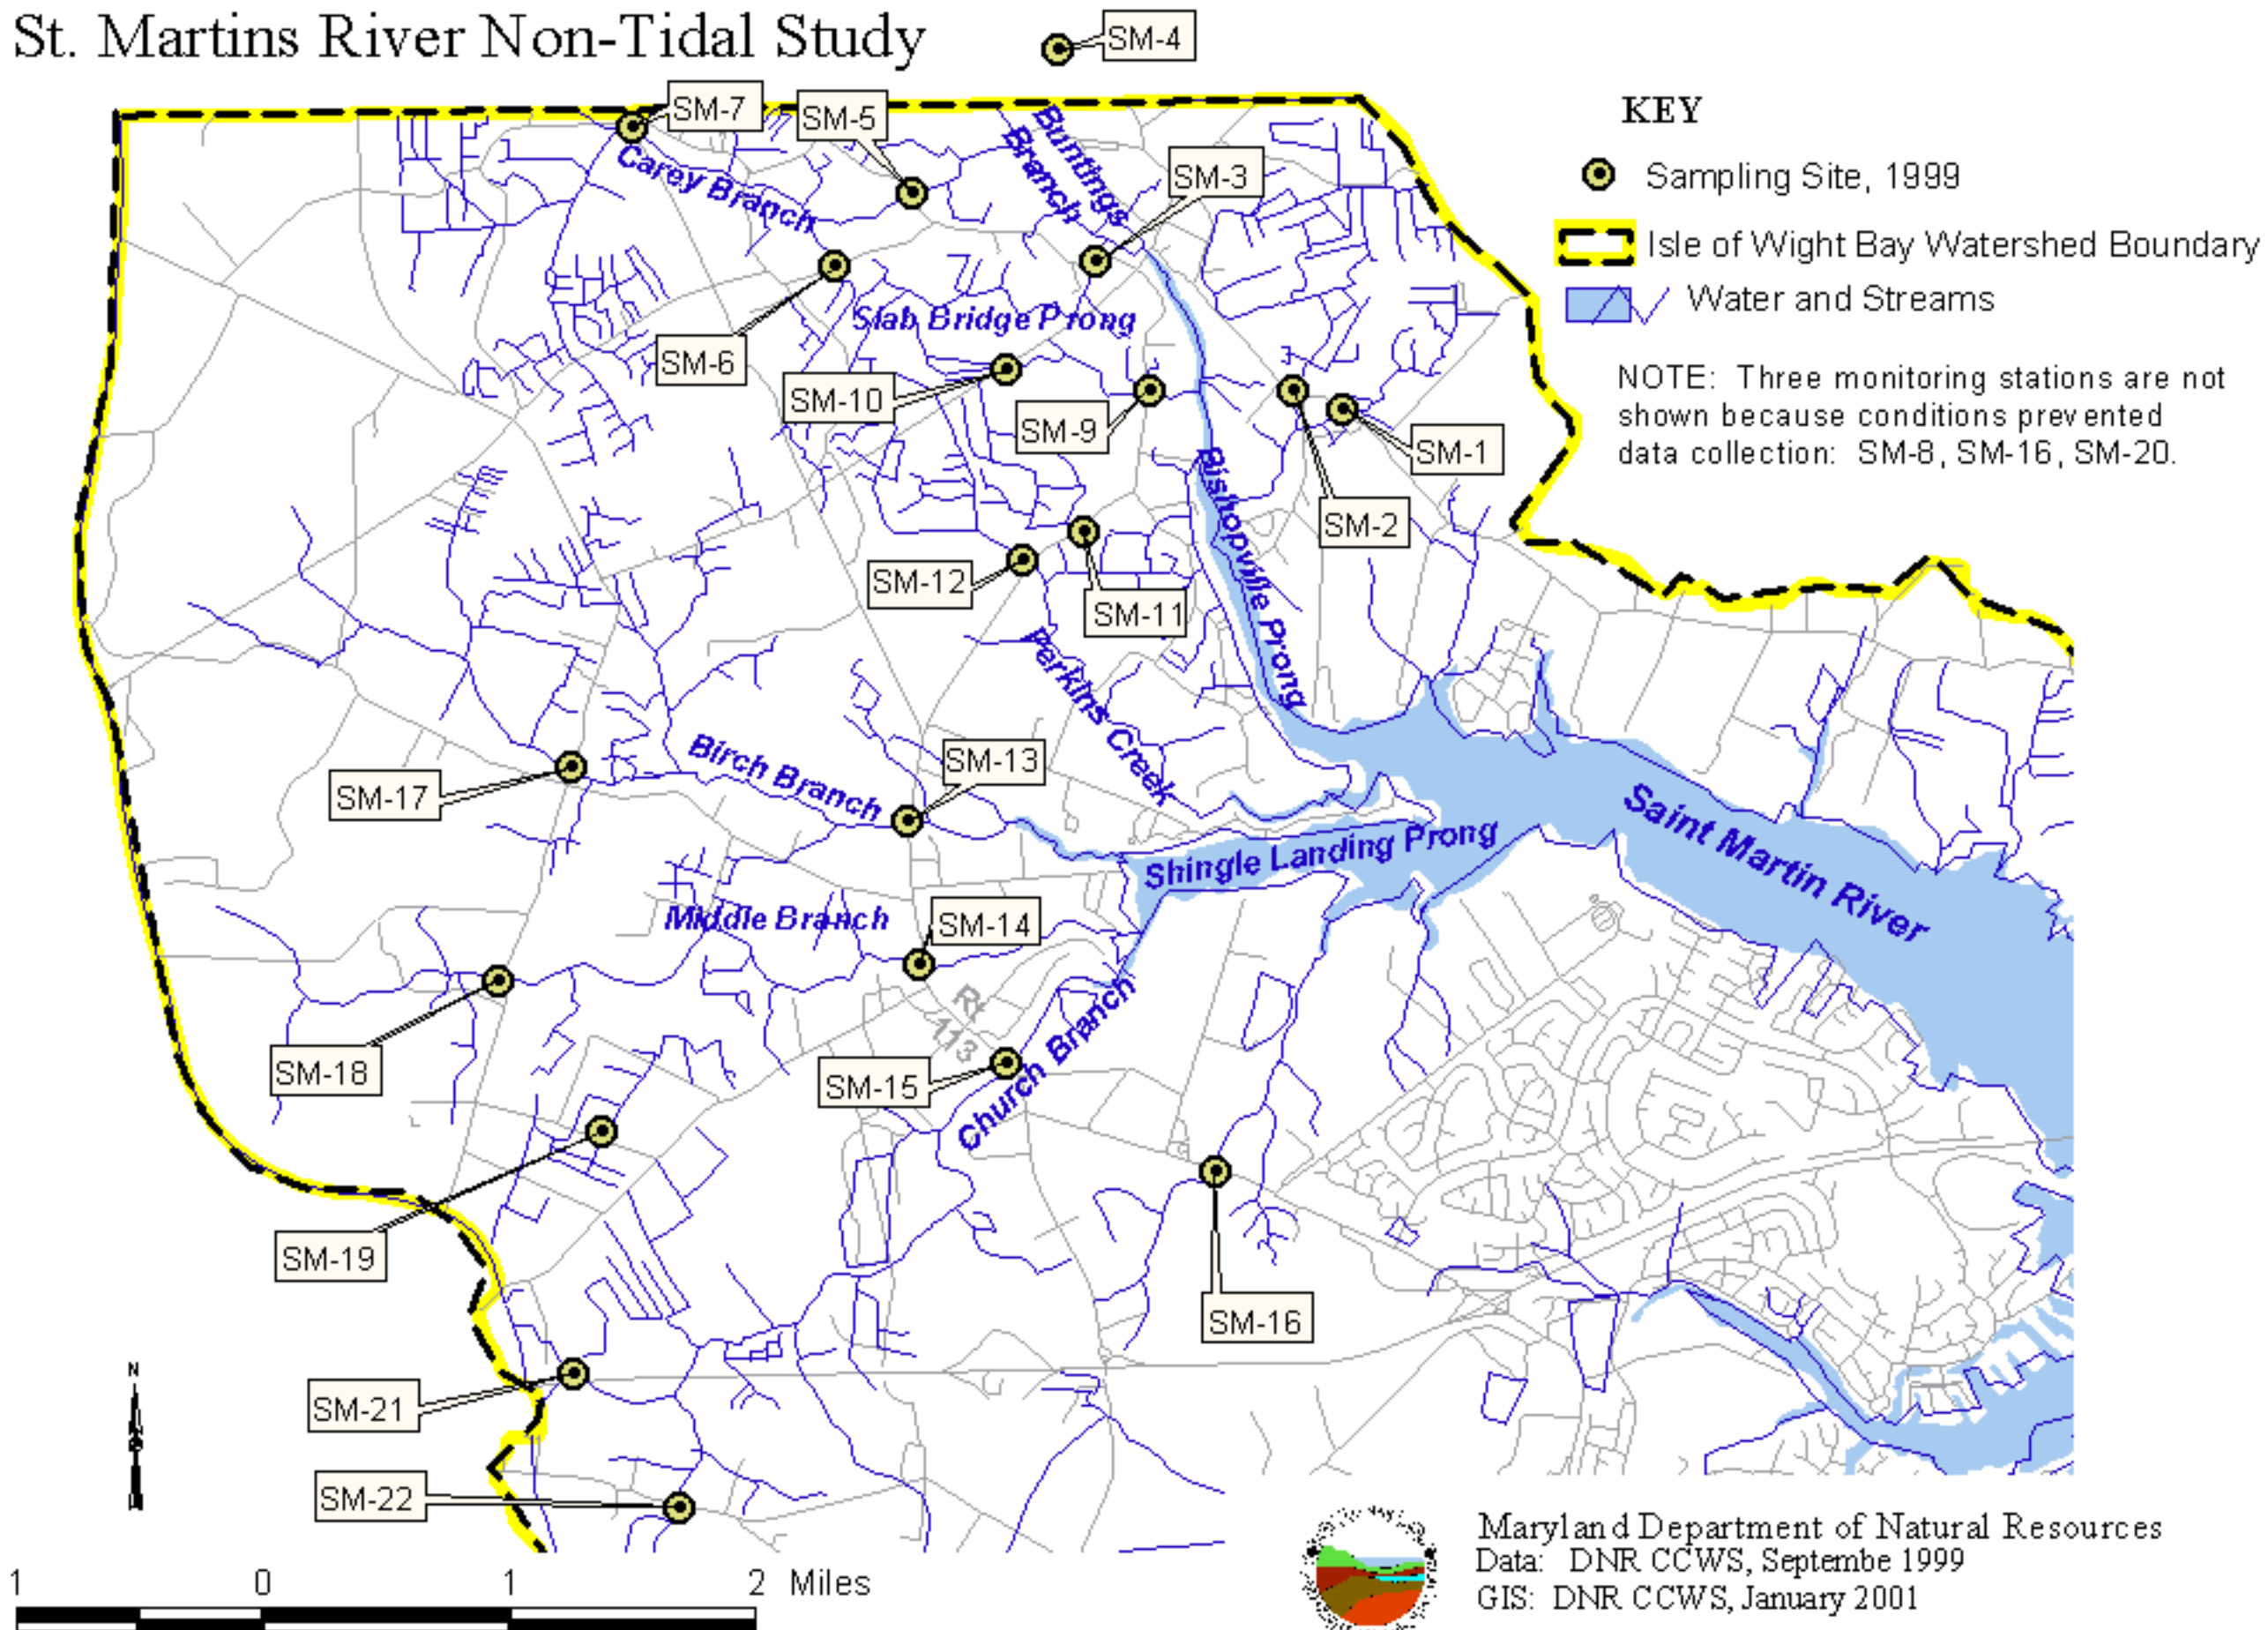 St. Martins River Non-Tidal Study
SM-4
SM-7
SM-5
SM-3
KEY
Sampling Site, 1999
Isle of Wight Bay Watershed Boundary
Water and Streams
NOTE: Three monitoring stations are not
shown because conditions prevented
data collection: SM-8, SM-16, SM-20.
Carey Branch
Buntings
Branch
Slab Bridge Prong
SM-6
SM-10
SM-9
SM-1
SM-2
SM-12
SM-11
Bishopville Prong
Perkins Creek
Birch Branch
SM-13
SM-17
Shingle Landing Prong
Saint Martin River
Middle Branch
SM-14
Rt
113
SM-18
SM-15
Church Branch
SM-19
SM-16
N
SM-21
SM-22
1 0 1 2 Miles
Maryland Department of Natural Resources
Data: DNR CCWS, Septembe 1999
GIS: DNR CCWS, January 2001